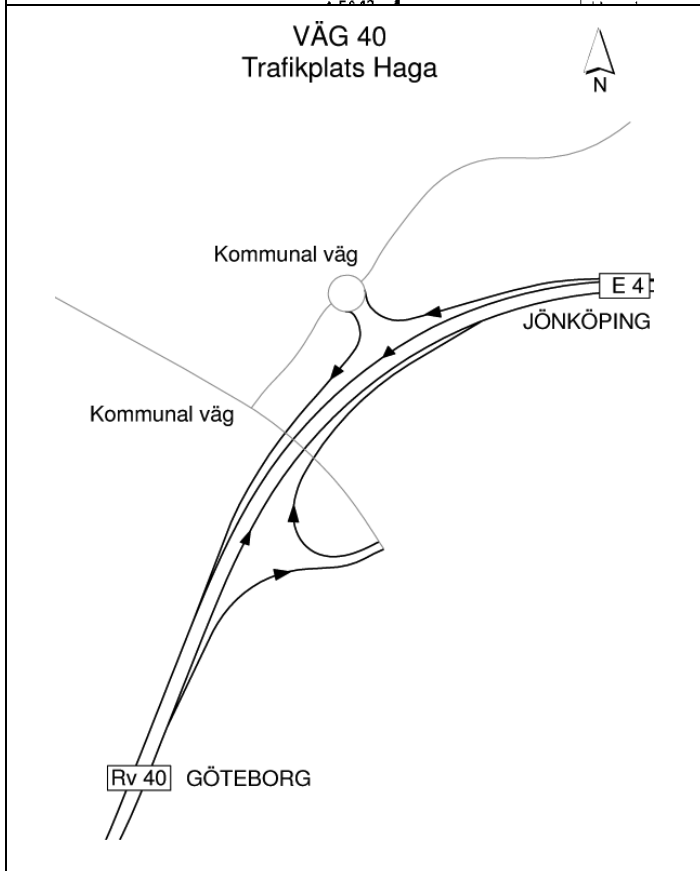 VÄG 40
Trafikplats Haga
N
Kommunal väg
E 4
JÖNKÖPING
Kommunal väg
Rv 40 GÖTEBORG